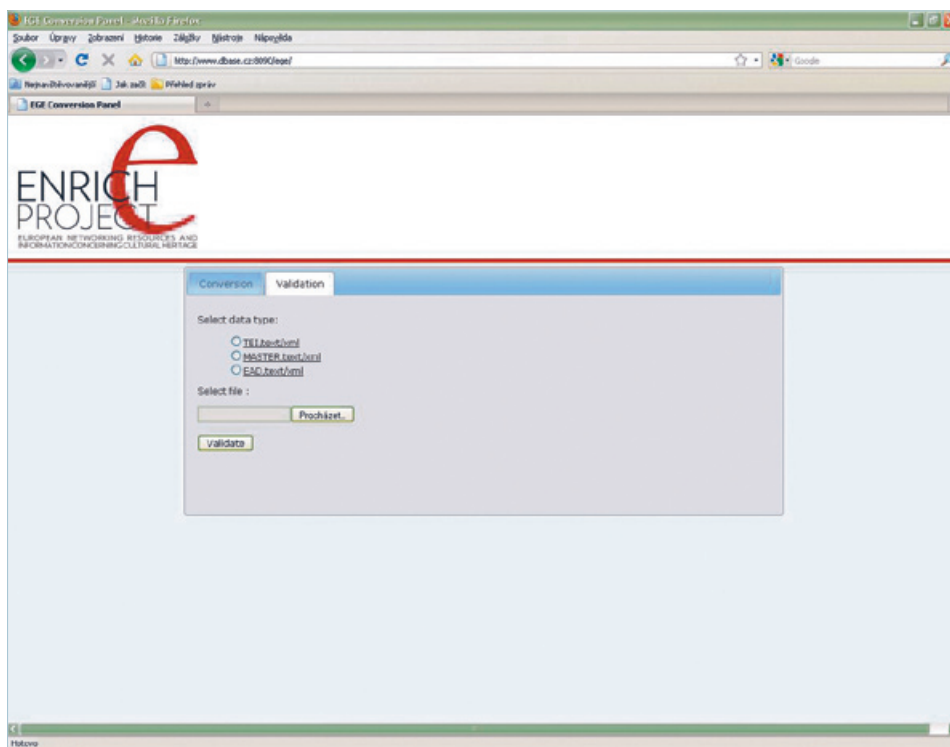 EGE Conversion Panel - Mozilla Firefox
Soubor Úpravy Zobrazení Historie Záložky Nástroje Nápověda
http://www.dbase.cz:8090/ege/
Google
Nejnavštěvovanější Jak začít Přehled zpráv
EGE Conversion Panel
e
ENRICH
PROJECT
EUROPEAN NETWORKING RESOURCES AND
INFORMATION CONCERNING CULTURAL HERITAGE
Conversion Validation
Select data type:
TEI,text/xml
MASTER,text/xml
EAD,text/xml
Select file :
Procházet..
Validate
Hotovo